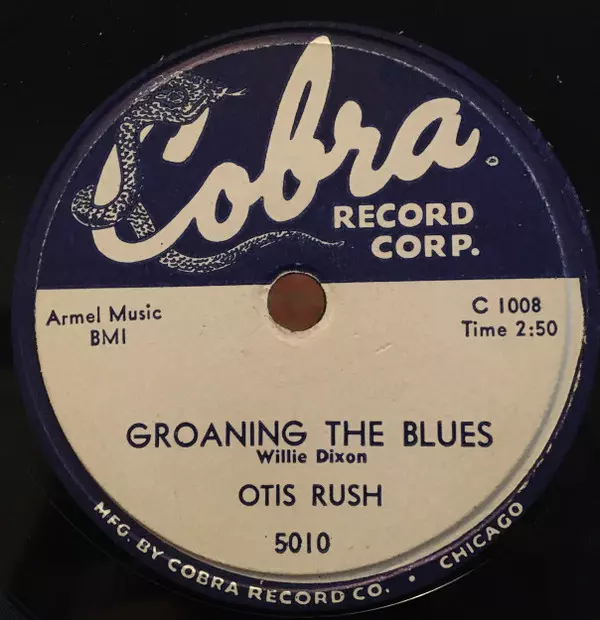 Cobra
RECORD
CORP.
Armel Music
BMI
C 1008
Time 2:50
GROANING THE BLUES
Willie Dixon
OTIS RUSH
5010
MFG. BY COBRA RECORD CO. • CHICAGO